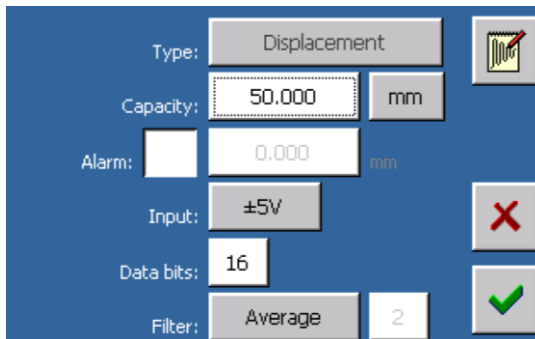 Type: Displacement
Capacity: 50.000 mm
Alarm: 0.000 mm
Input: ±5V
Data bits: 16
Filter: Average 2